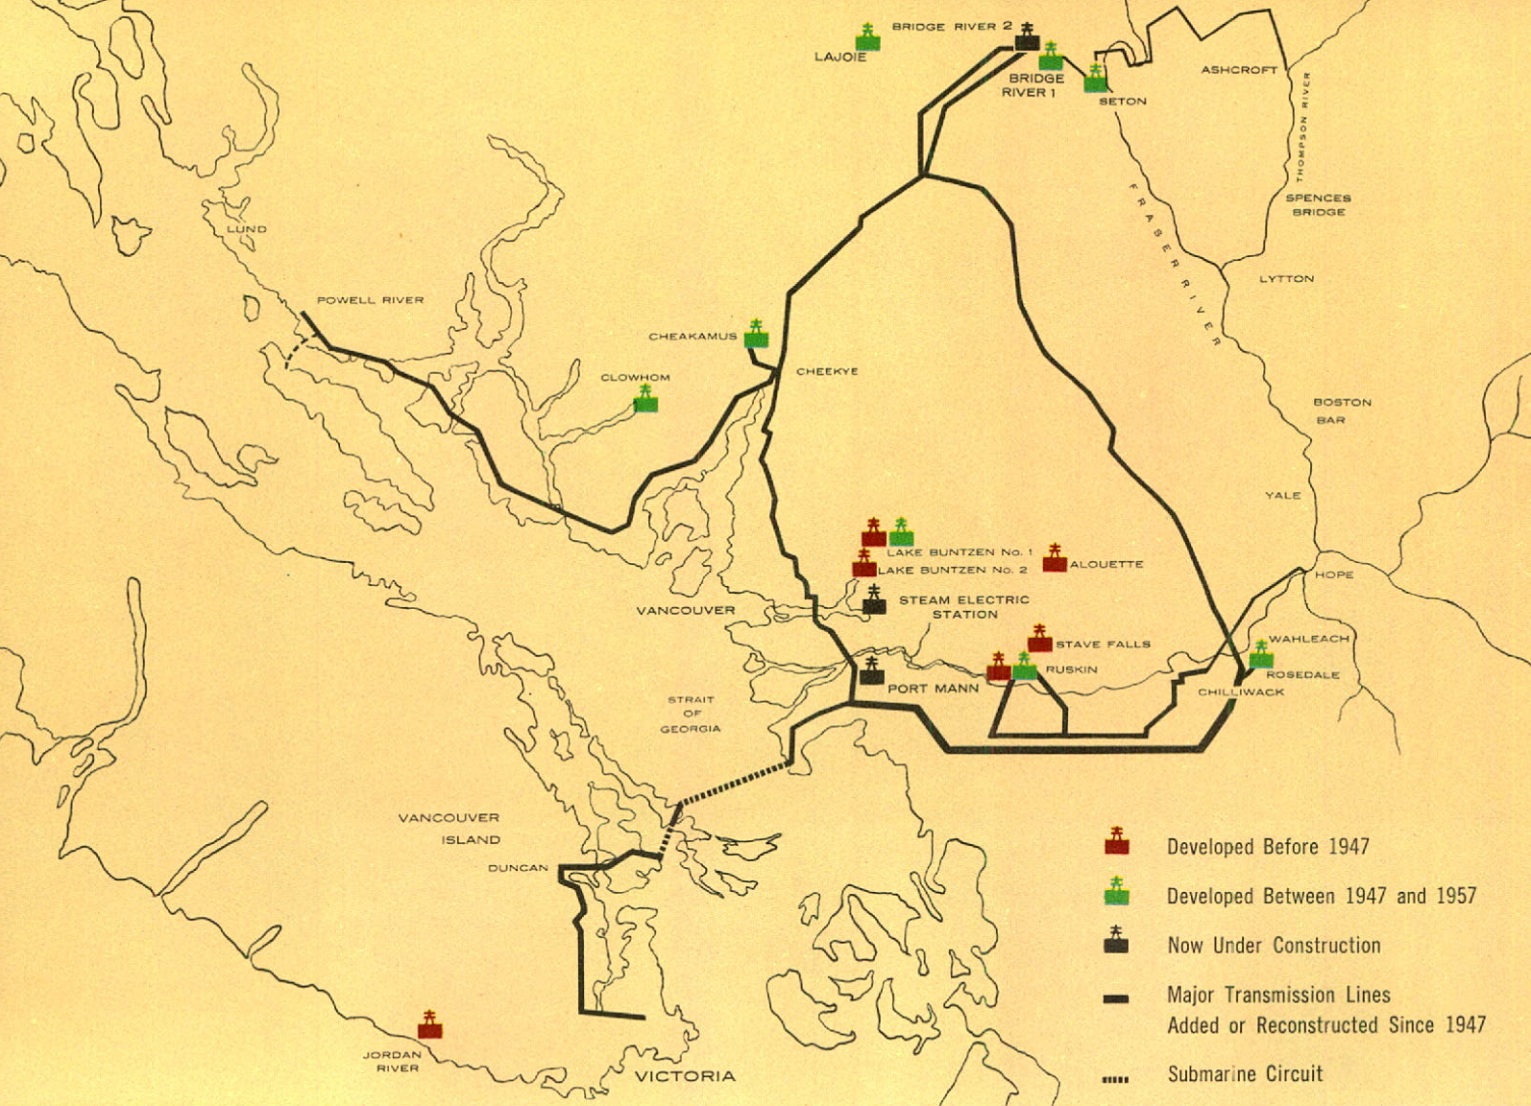 BRIDGE RIVER 2
LAJOIE
BRIDGE
RIVER 1
SETON
ASHCROFT
THOMPSON RIVER
FRASER RIVER
SPENCES
BRIDGE
LUND
LYTTON
POWELL RIVER
CHEAKAMUS
CHEEKYE
CLOWHOM
BOSTON
BAR
YALE
LAKE BUNTZEN No. 1
LAKE BUNTZEN No. 2
ALOUETTE
HOPE
VANCOUVER
STEAM ELECTRIC
STATION
STAVE FALLS
WAHLEACH
RUSKIN
ROSEDALE
PORT MANN
CHILLIWACK
STRAIT
OF
GEORGIA
VANCOUVER
ISLAND
DUNCAN
JORDAN
RIVER
VICTORIA
Developed Before 1947
Developed Between 1947 and 1957
Now Under Construction
Major Transmission Lines
Added or Reconstructed Since 1947
Submarine Circuit